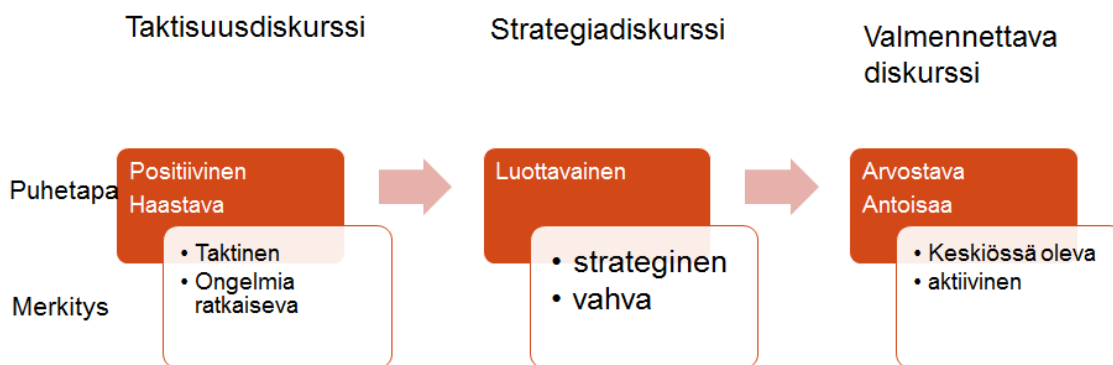 Taktisuusdiskurssi
Strategiadiskurssi
Valmennettava
diskurssi
Puhetapa
Positiivinen
Haastava
Luottavainen
Arvostava
Antoisaa
Merkitys
• Taktinen
• Ongelmia
ratkaiseva
• strateginen
• vahva
• Keskiössä oleva
• aktiivinen